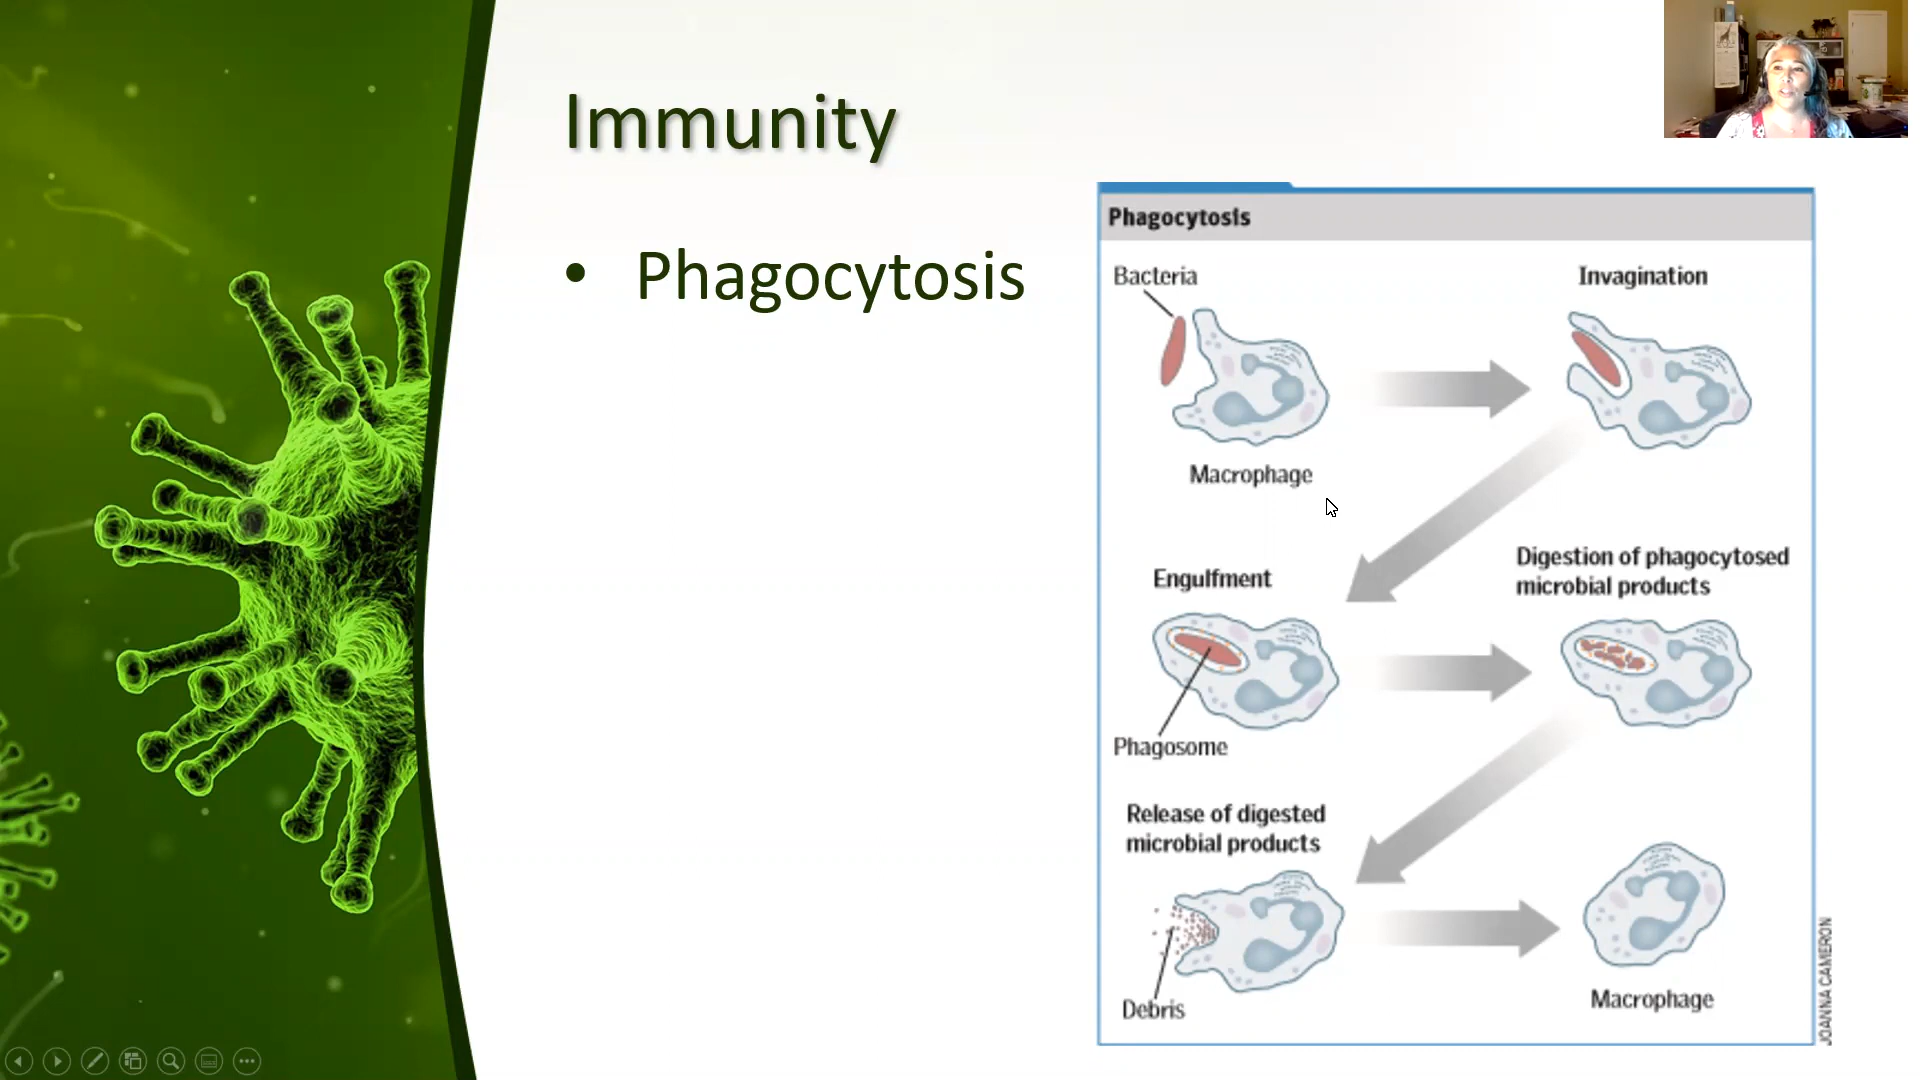 Immunity
• Phagocytosis
Phagocytosis
Bacteria
Invagination
Macrophage
Engulfment
Digestion of phagocytosed
microbial products
Phagosome
Release of digested
microbial products
Debris
Macrophage
JOANNA CAMERON